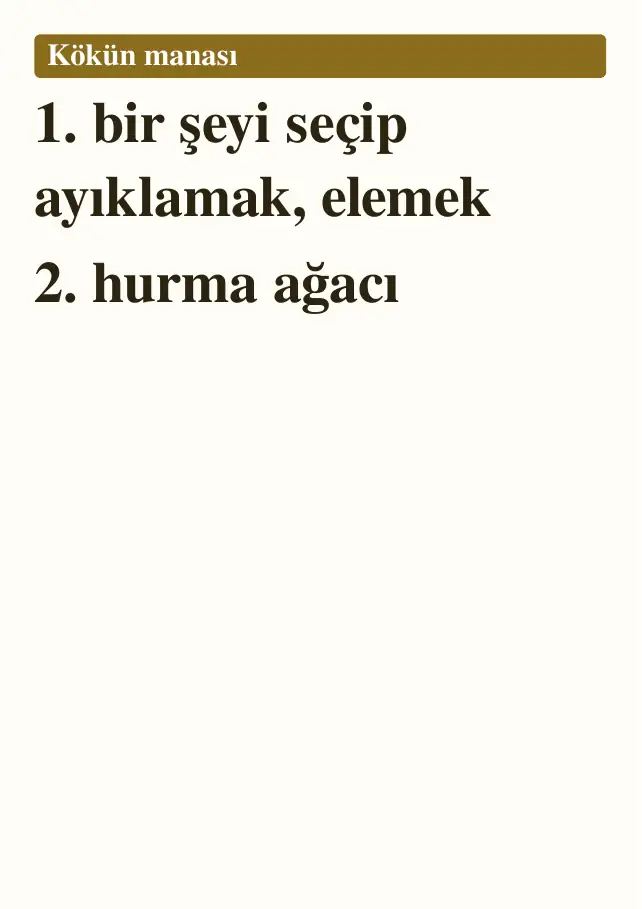 Kökün manası
1. bir şeyi seçip
ayıklamak, elemek
2. hurma ağacı